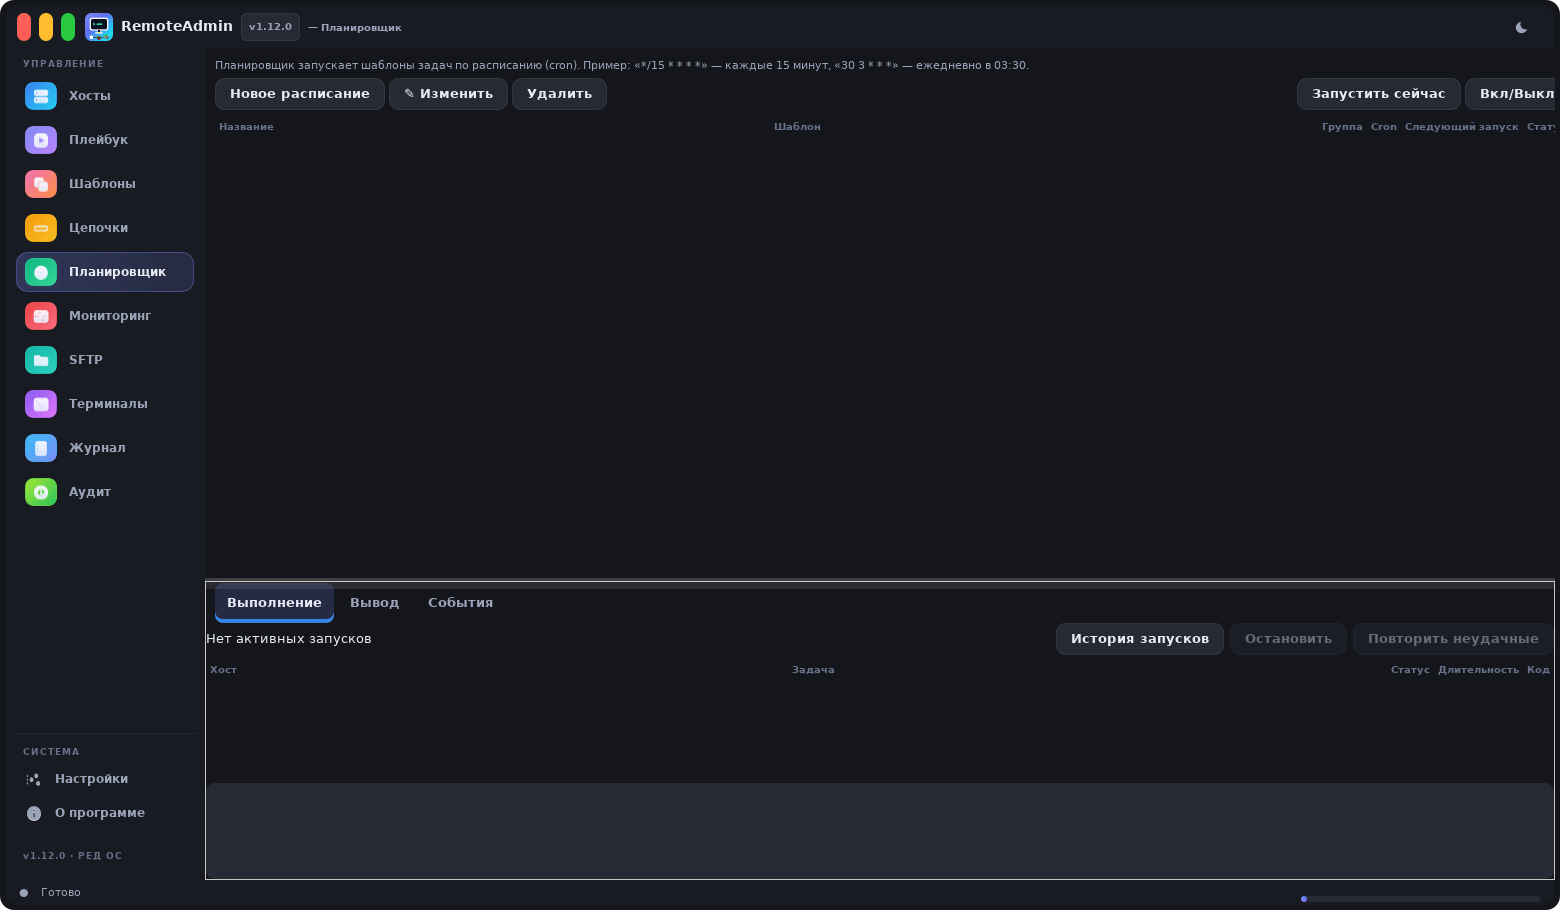 RemoteAdmin v1.12.0 — Планировщик
УПРАВЛЕНИЕ
Хосты
Плейбук
Шаблоны
Цепочки
Планировщик
Мониторинг
SFTP
Терминалы
Журнал
Аудит
СИСТЕМА
Настройки
О программе
v1.12.0 · РЕД ОС
Готово
Планировщик запускает шаблоны задач по расписанию (cron). Пример: «*/15 * * * *» — каждые 15 минут, «30 3 * * *» — ежедневно в 03:30.
Новое расписание ✎ Изменить Удалить Запустить сейчас Вкл/Выкл
Название Шаблон Группа Cron Следующий запуск Стату
Выполнение Вывод События
Нет активных запусков История запусков Остановить Повторить неудачные
Хост Задача Статус Длительность Код